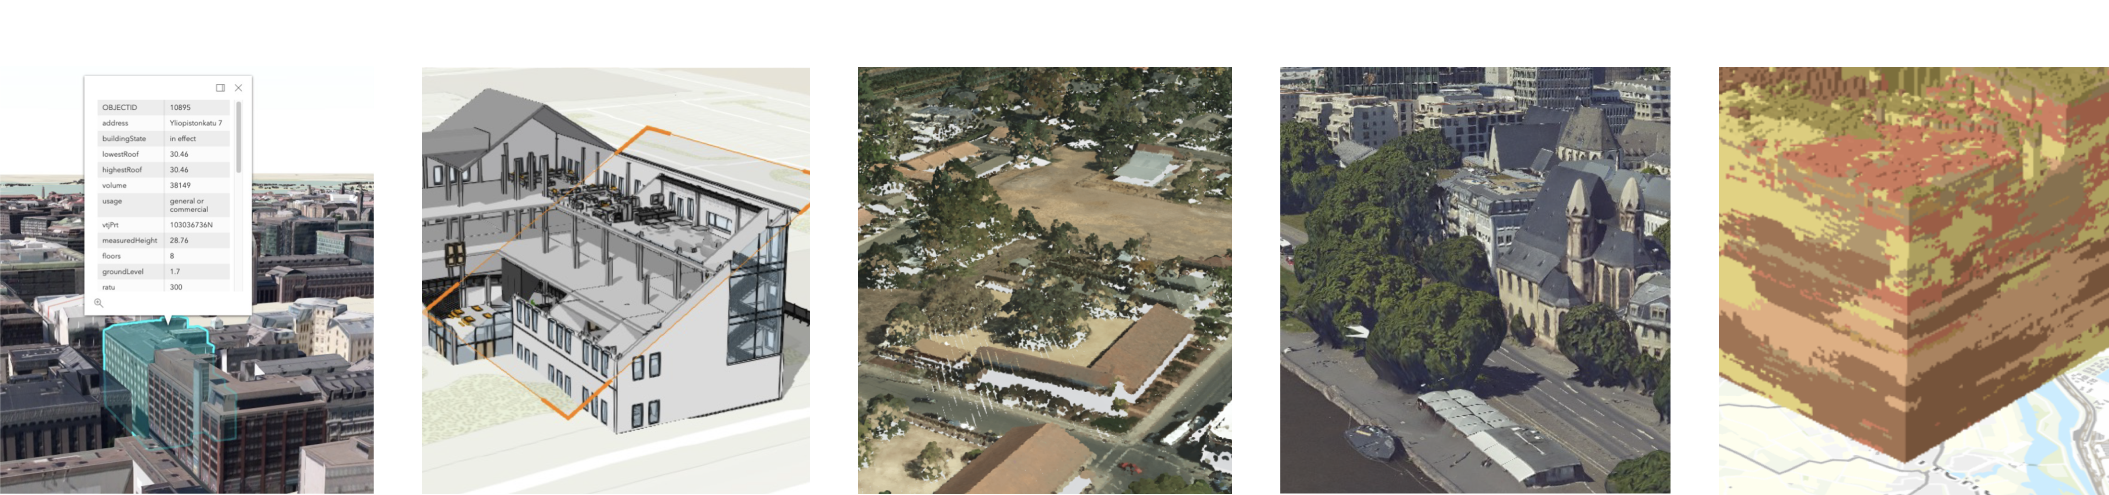 OBJECTID 10895
address Yliopistonkatu 7
buildingState in effect
lowestRoof 30.46
highestRoof 30.46
volume 38149
usage general or
commercial
vtjPrt 103036736N
measuredHeight 28.76
floors 8
groundLevel 1.7
ratu 300